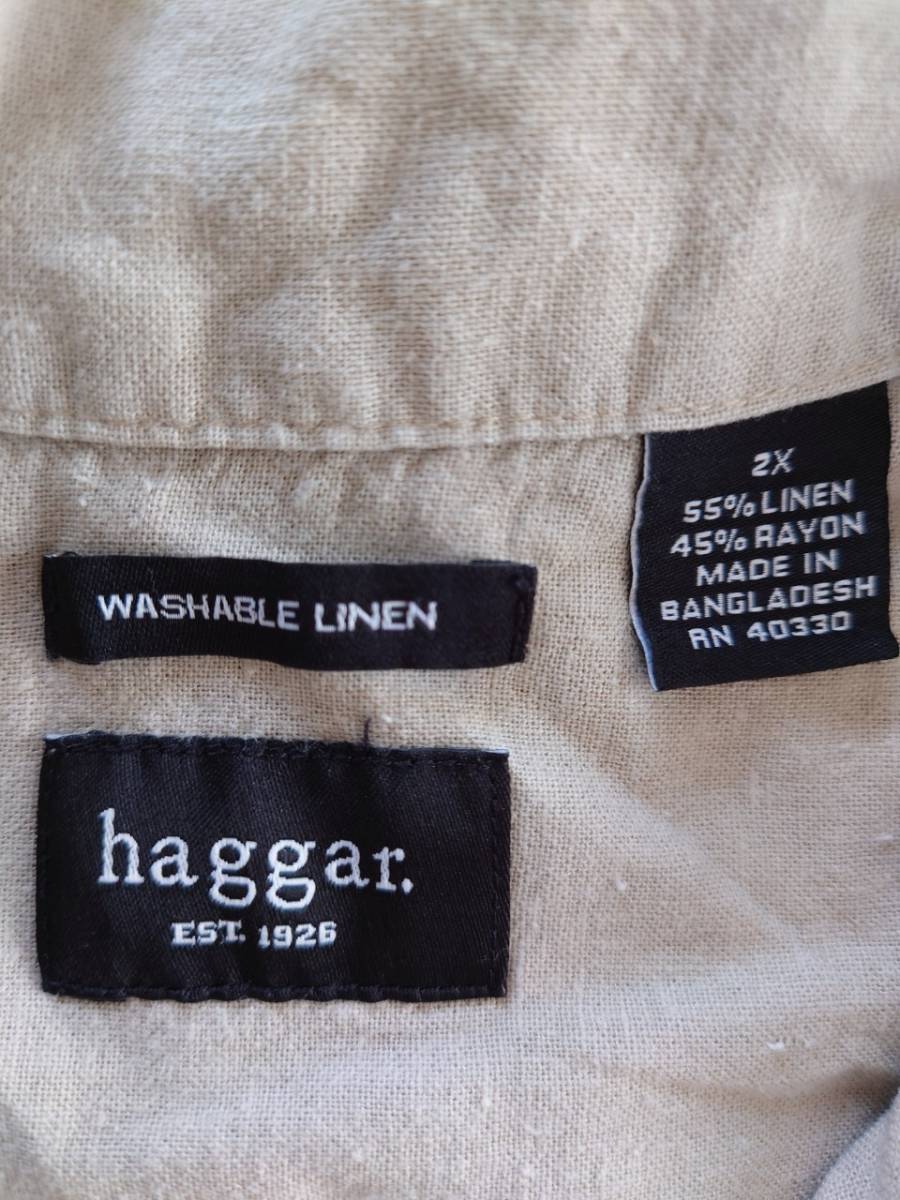 2X
55% LINEN
45% RAYON
MADE IN
BANGLADESH
RN 40330
WASHABLE LINEN
haggar.
EST. 1926